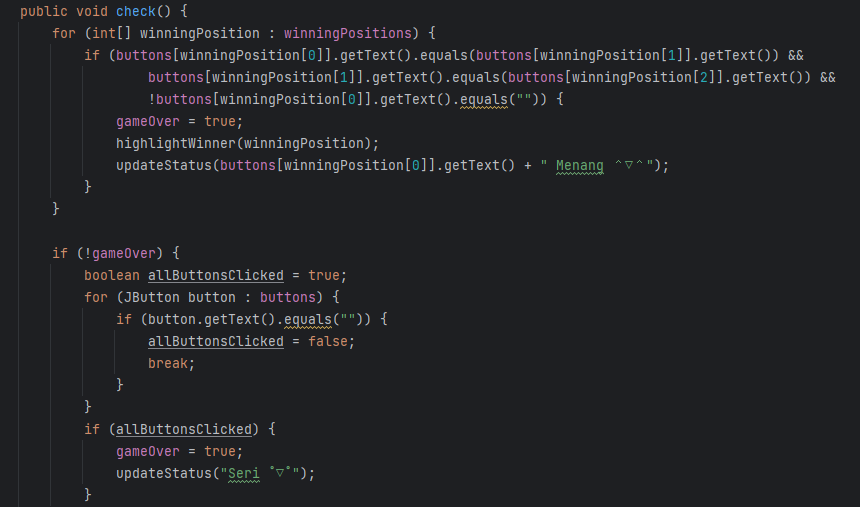 public void check() {
for (int[] winningPosition : winningPositions) {
if (buttons[winningPosition[0]].getText().equals(buttons[winningPosition[1]].getText()) &&
buttons[winningPosition[1]].getText().equals(buttons[winningPosition[2]].getText()) &&
!buttons[winningPosition[0]].getText().equals("")) {
gameOver = true;
highlightWinner(winningPosition);
updateStatus(buttons[winningPosition[0]].getText() + " Menang ＾▽＾");
}
}
if (!gameOver) {
boolean allButtonsClicked = true;
for (JButton button : buttons) {
if (button.getText().equals("")) {
allButtonsClicked = false;
break;
}
}
if (allButtonsClicked) {
gameOver = true;
updateStatus("Seri ﾟ▽ﾟ");
}